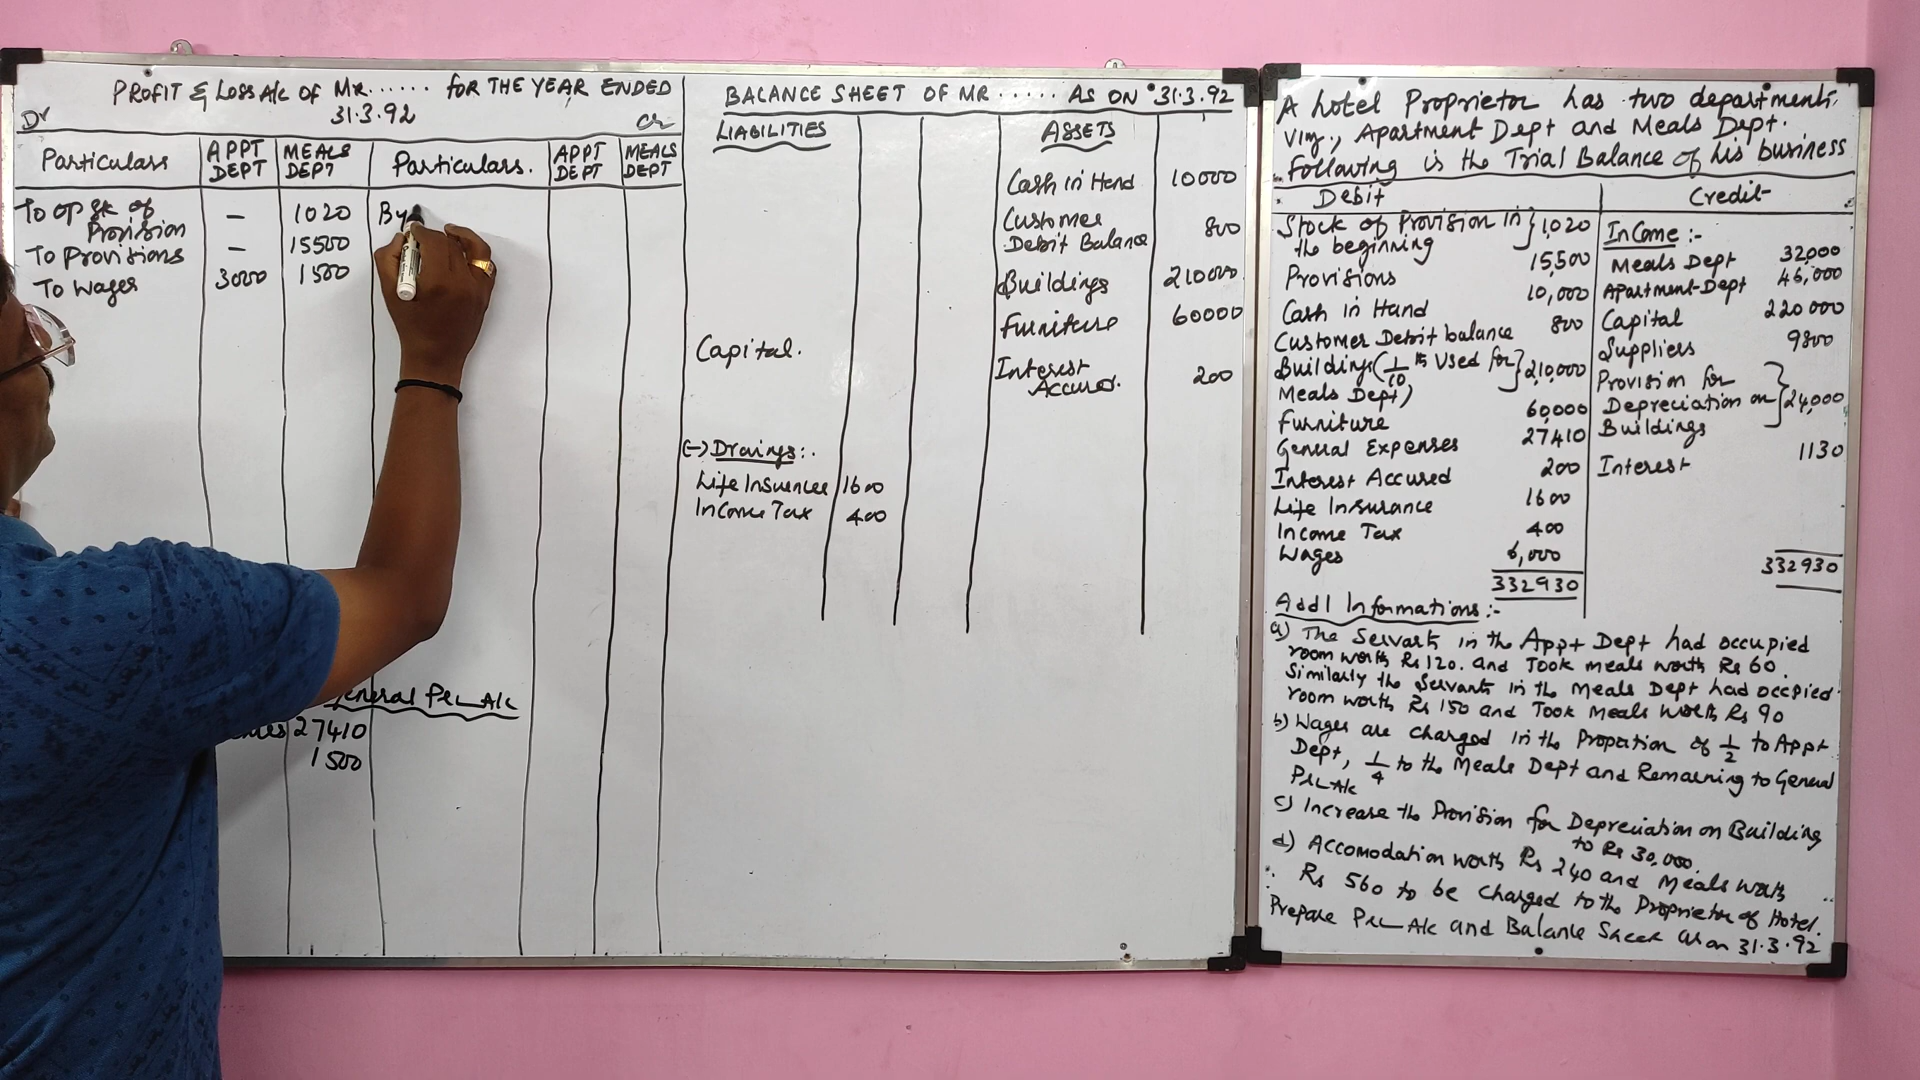 PROFIT & Loss A/c OF MR...... for THE YEAR ENDED
31.3.92
Dr
Cr
Particulars APPT DEPT MEALS DEPT Particulars. APPT DEPT MEALS DEPT
To op stk of Provision - 1020 By
To Provisions - 15500
To Wages 3000 1500
General P&L A/c
27410
1500
BALANCE SHEET OF MR ..... AS ON 31.3.92
LIABILITIES ASSETS
Cash in Hand 10000
Customer
Debit Balance 800
Buildings 210000
Furniture 60000
Capital.
Interest
Accured. 200
(-) Drawings:.
Life Insurence 1600
Income Tax 400
A hotel Proprietor has two departments.
Viz., Apartment Dept and Meals Dept.
Following is the Trial Balance of his business
Debit Credit
Stock of Provision in the beginning } 1,020
Provisions 15,500
Cash in Hand 10,000
Customer Debit balance 800
Buildings (1/10 th Used for Meals Dept) } 2,10,000
Furniture 60,000
General Expenses 27410
Interest Accured 200
Life Insurance 1600
Income Tax 400
Wages 6,000
332930
Income :-
Meals Dept 32,000
Apartment-Dept 46,000
Capital 220000
Suppliers 9800
Provision for
Depreciation on } 24,000
Buildings
Interest 1130
332930
Addl Informations :-
a) The Servants in the Appt Dept had occupied
room worth Rs 120. and Took meals worth Rs 60.
Similarly the Servants in the Meals Dept had occpied
room worth Rs 150 and Took Meals worth Rs 90
b) Wages are charged in the Propation of 1/2 to Appt
Dept, 1/4 to the Meals Dept and Remaining to General
P&L A/c
c) Increase the Provision for Depreciation on Building
to Rs 30,000.
d) Accomodation worth Rs 240 and Meals worth
Rs 560 to be charged to the Proprietor of Hotel.
Prepare P&L A/c and Balance Sheet as on 31.3.92